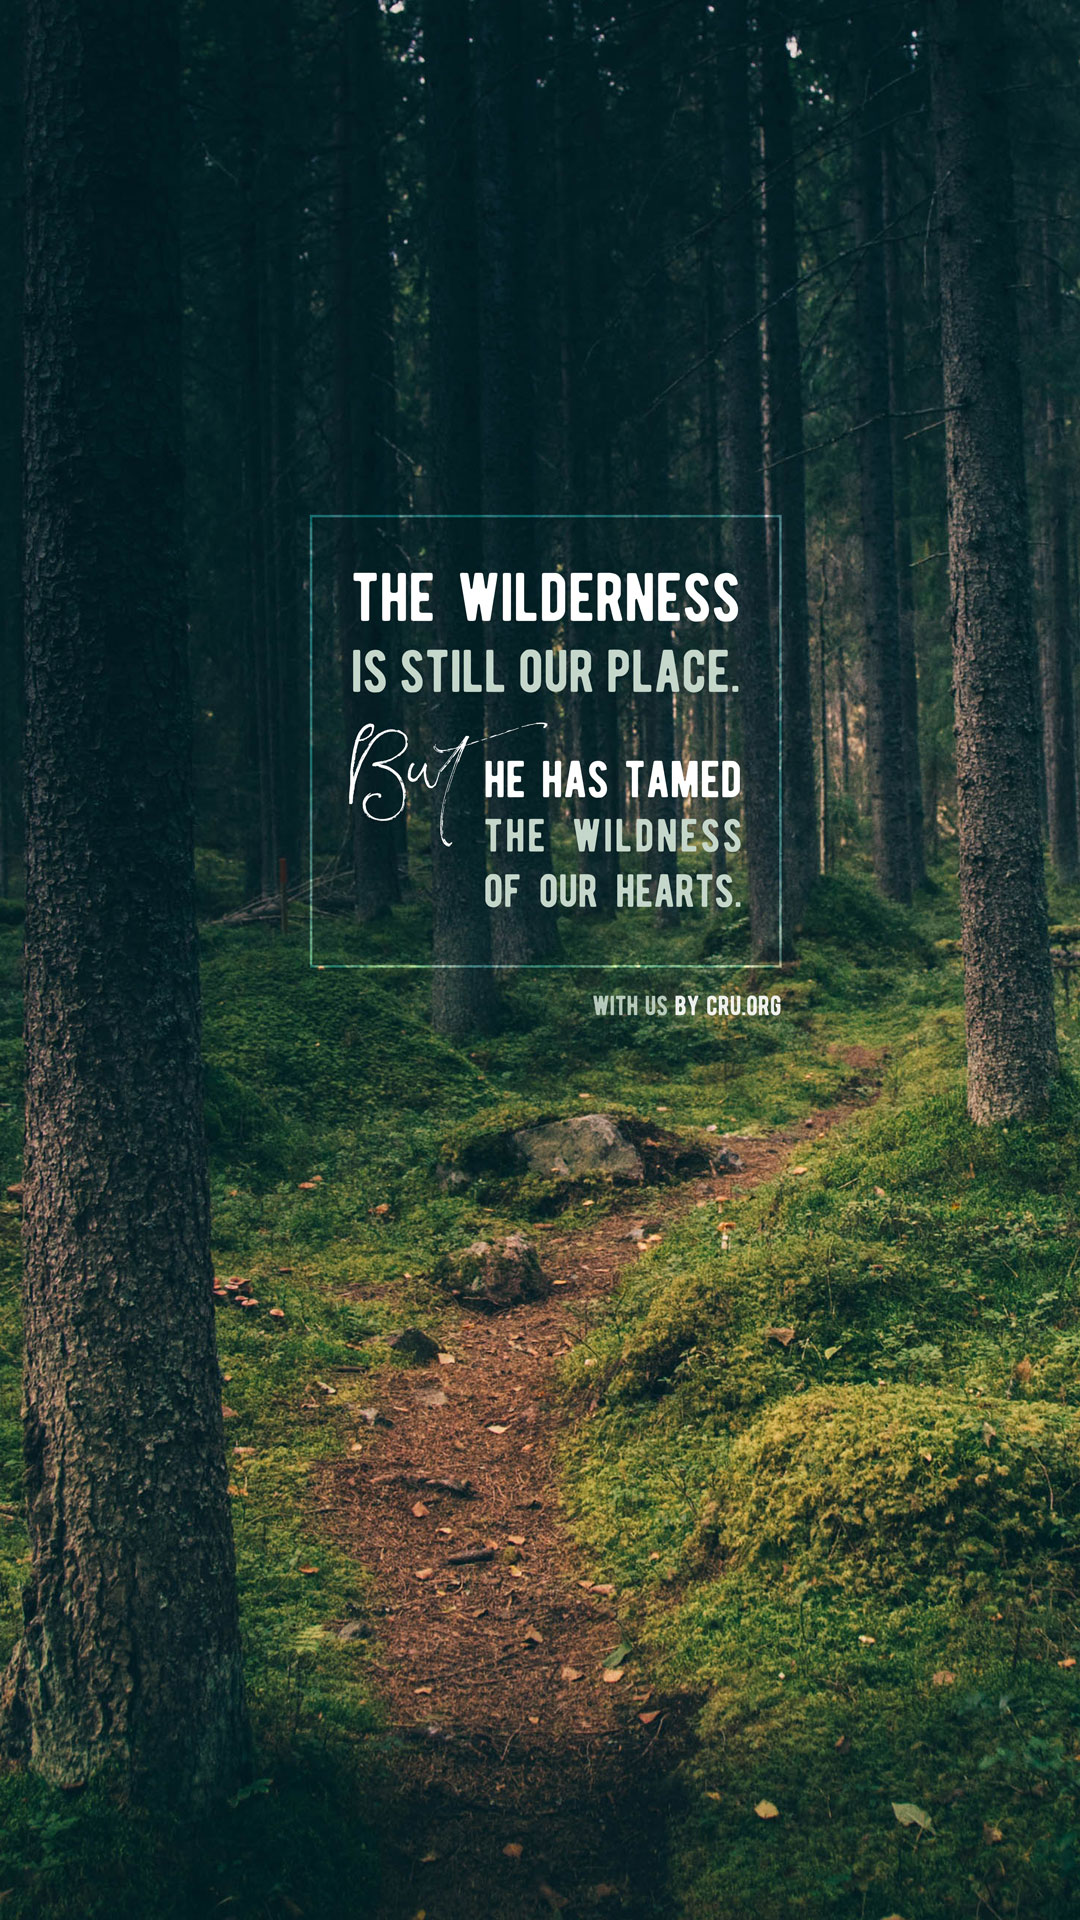 THE WILDERNESS
IS STILL OUR PLACE.
But HE HAS TAMED
THE WILDNESS
OF OUR HEARTS.
WITH US BY CRU.ORG